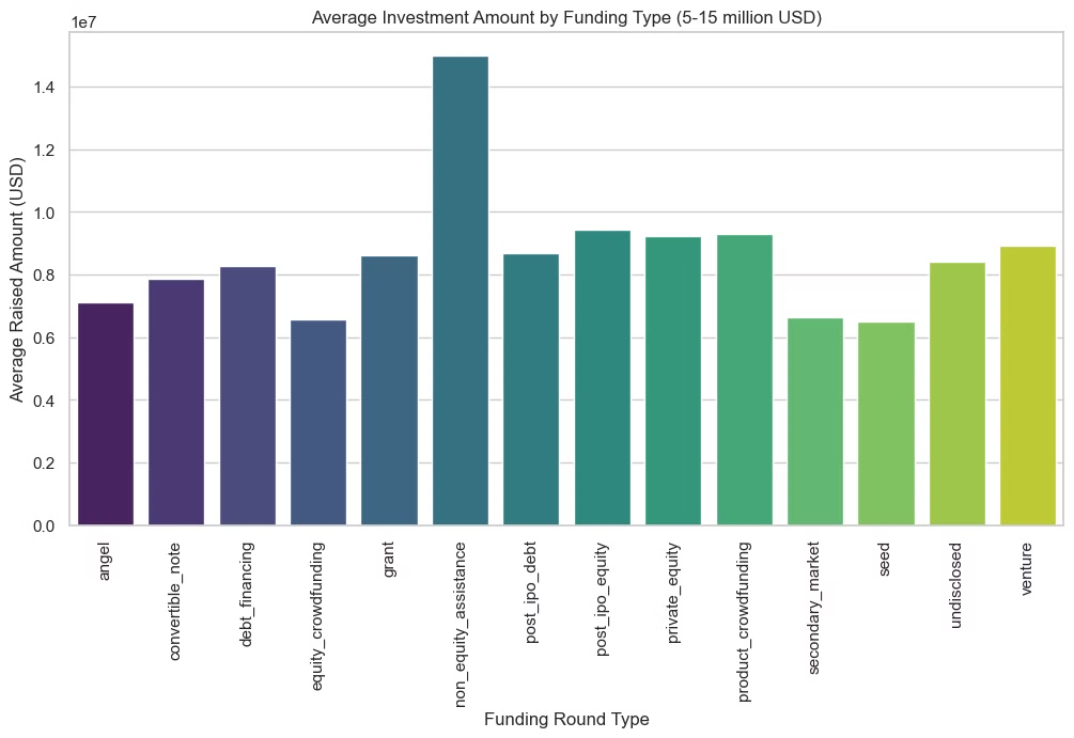 Average Investment Amount by Funding Type (5-15 million USD)
1e7
1.4
1.2
1.0
0.8
0.6
0.4
0.2
0.0
Average Raised Amount (USD)
angel
convertible_note
debt_financing
equity_crowdfunding
grant
non_equity_assistance
post_ipo_debt
post_ipo_equity
private_equity
product_crowdfunding
secondary_market
seed
undisclosed
venture
Funding Round Type